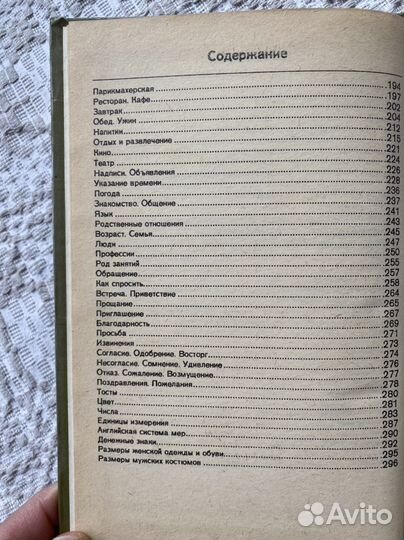 Содержание
Парикмахерская 194
Ресторан. Кафе 197
Завтрак 202
Обед. Ужин 204
Напитки 212
Отдых и развлечение 215
Кино 221
Театр 224
Надписи. Объявления 226
Указание времени 228
Погода 236
Знакомство. Общение 237
Язык 241
Родственные отношения 243
Возраст. Семья 245
Люди 247
Профессии 250
Род занятий 255
Обращение 257
Как спросить 258
Встреча. Приветствие 264
Прощание 265
Приглашение 267
Благодарность 269
Просьба 271
Извинения 273
Согласие. Одобрение. Восторг 274
Несогласие. Сомнение. Удивление 276
Отказ. Сожаление. Возмущение 277
Поздравления. Пожелания 278
Тосты 280
Цвет 281
Числа 283
Единицы измерения 287
Английская система мер 290
Денежные знаки 292
Размеры женской одежды и обуви 295
Размеры мужских костюмов 296
Avito